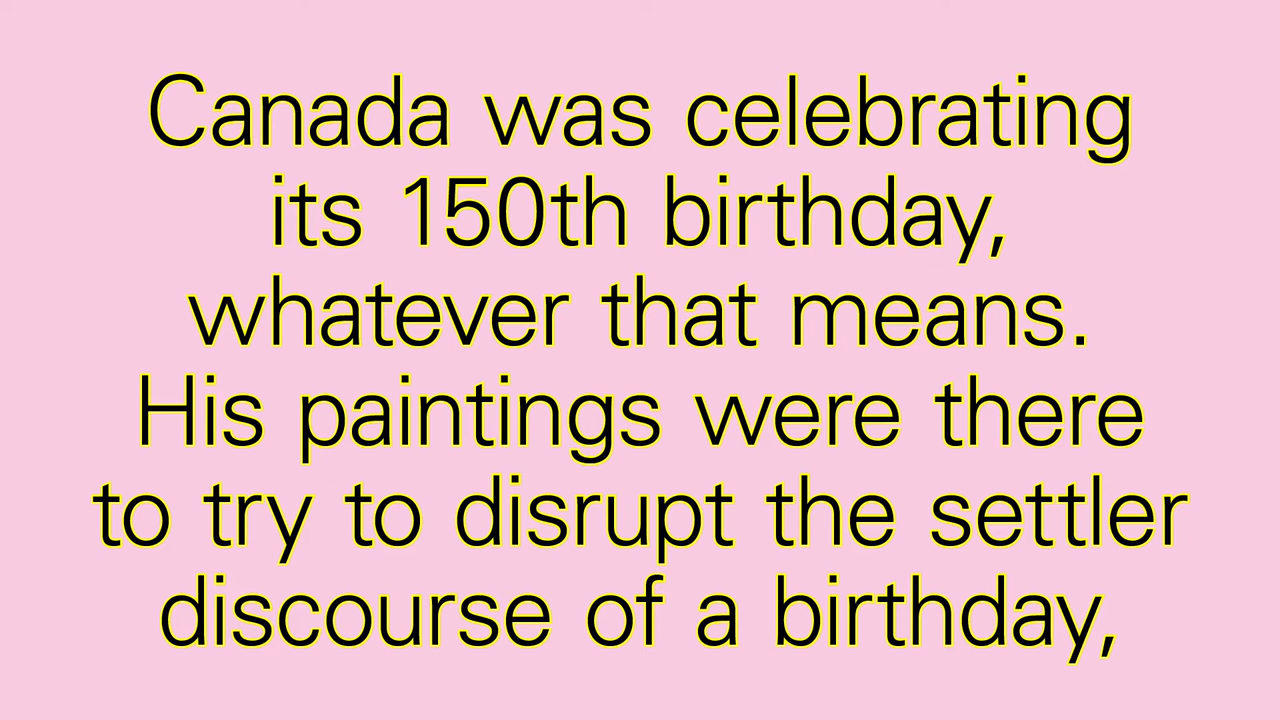 Canada was celebrating
its 150th birthday,
whatever that means.
His paintings were there
to try to disrupt the settler
discourse of a birthday,